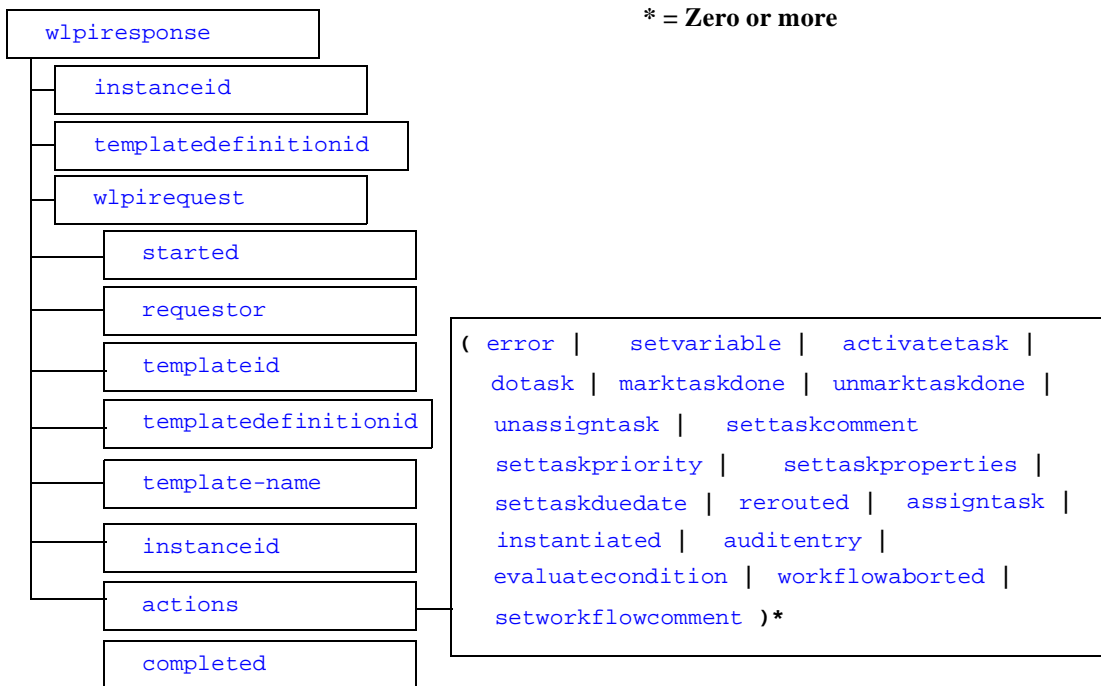 * = Zero or more
wlpiresponse
instanceid
templatedefinitionid
wlpirequest
started
requestor
templateid
templatedefinitionid
template-name
instanceid
actions
completed
( error | setvariable | activatetask |
dotask | marktaskdone | unmarktaskdone |
unassigntask | settaskcomment
settaskpriority | settaskproperties |
settaskduedate | rerouted | assigntask |
instantiated | auditentry |
evaluatecondition | workflowaborted |
setworkflowcomment )*